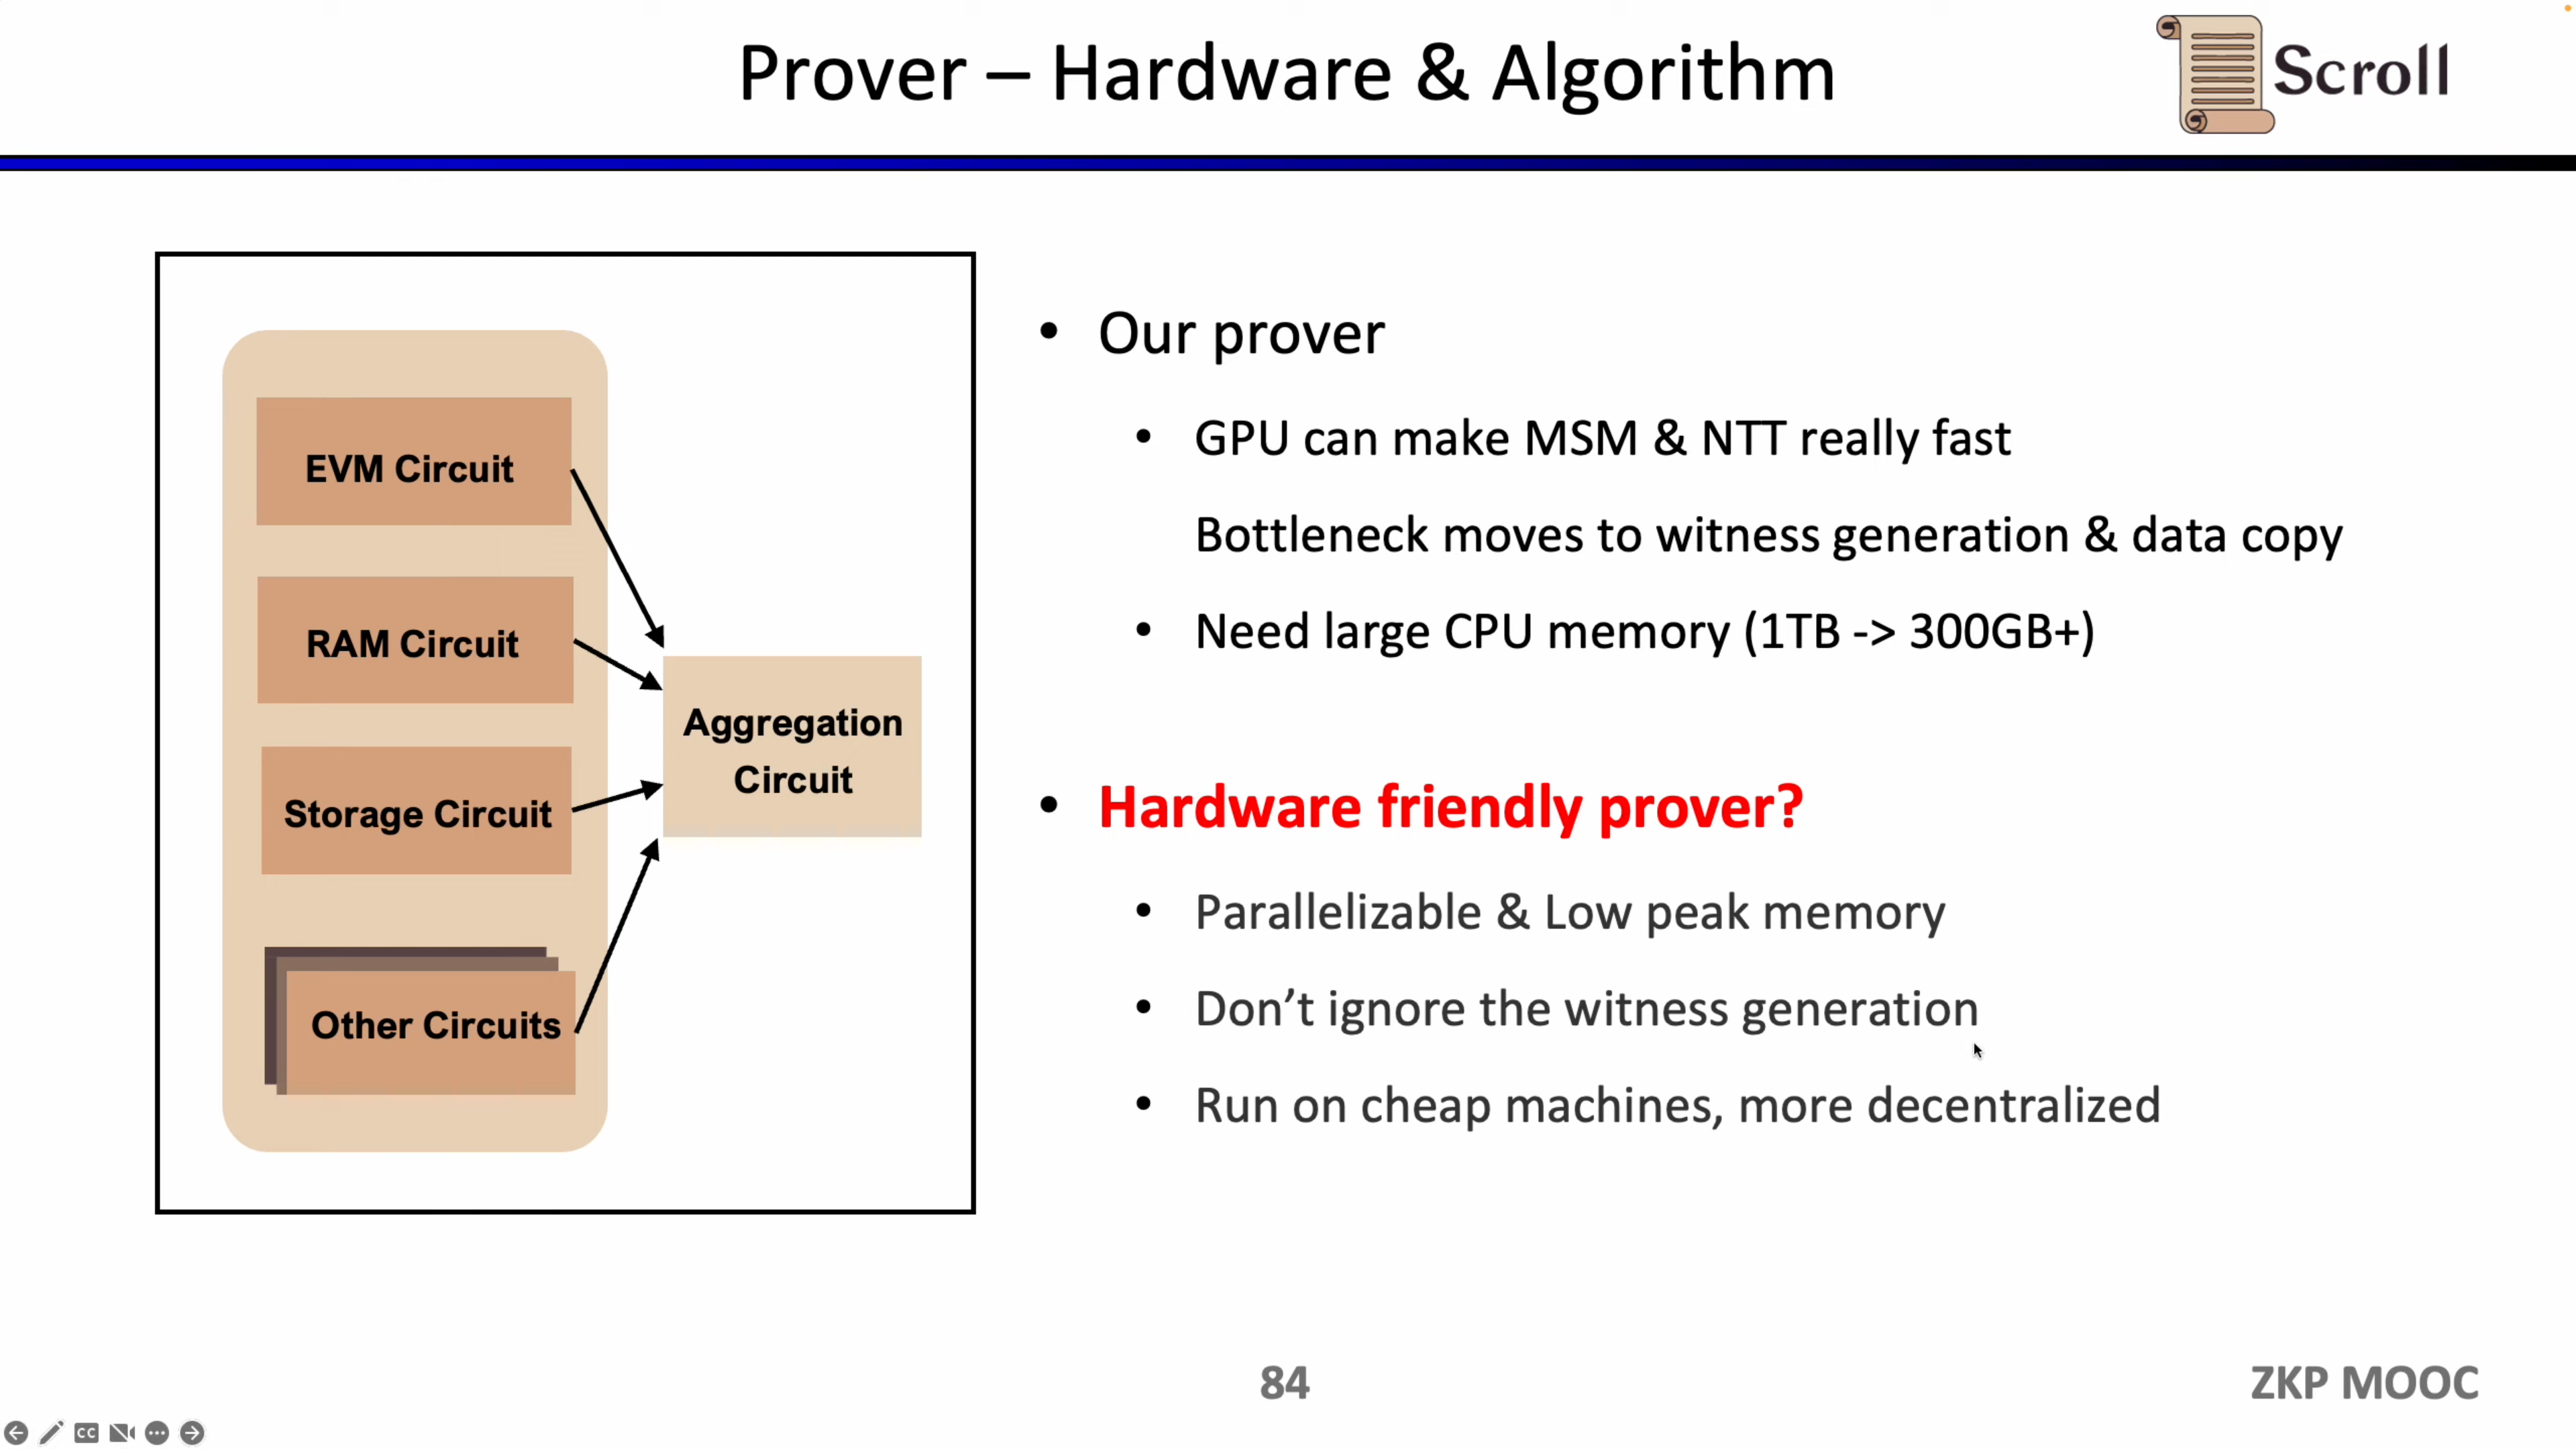 Prover – Hardware & Algorithm
Scroll
EVM Circuit
RAM Circuit
Storage Circuit
Other Circuits
Aggregation
Circuit
• Our prover
• GPU can make MSM & NTT really fast
Bottleneck moves to witness generation & data copy
• Need large CPU memory (1TB -> 300GB+)
• Hardware friendly prover?
• Parallelizable & Low peak memory
• Don’t ignore the witness generation
• Run on cheap machines, more decentralized
84
ZKP MOOC
CC